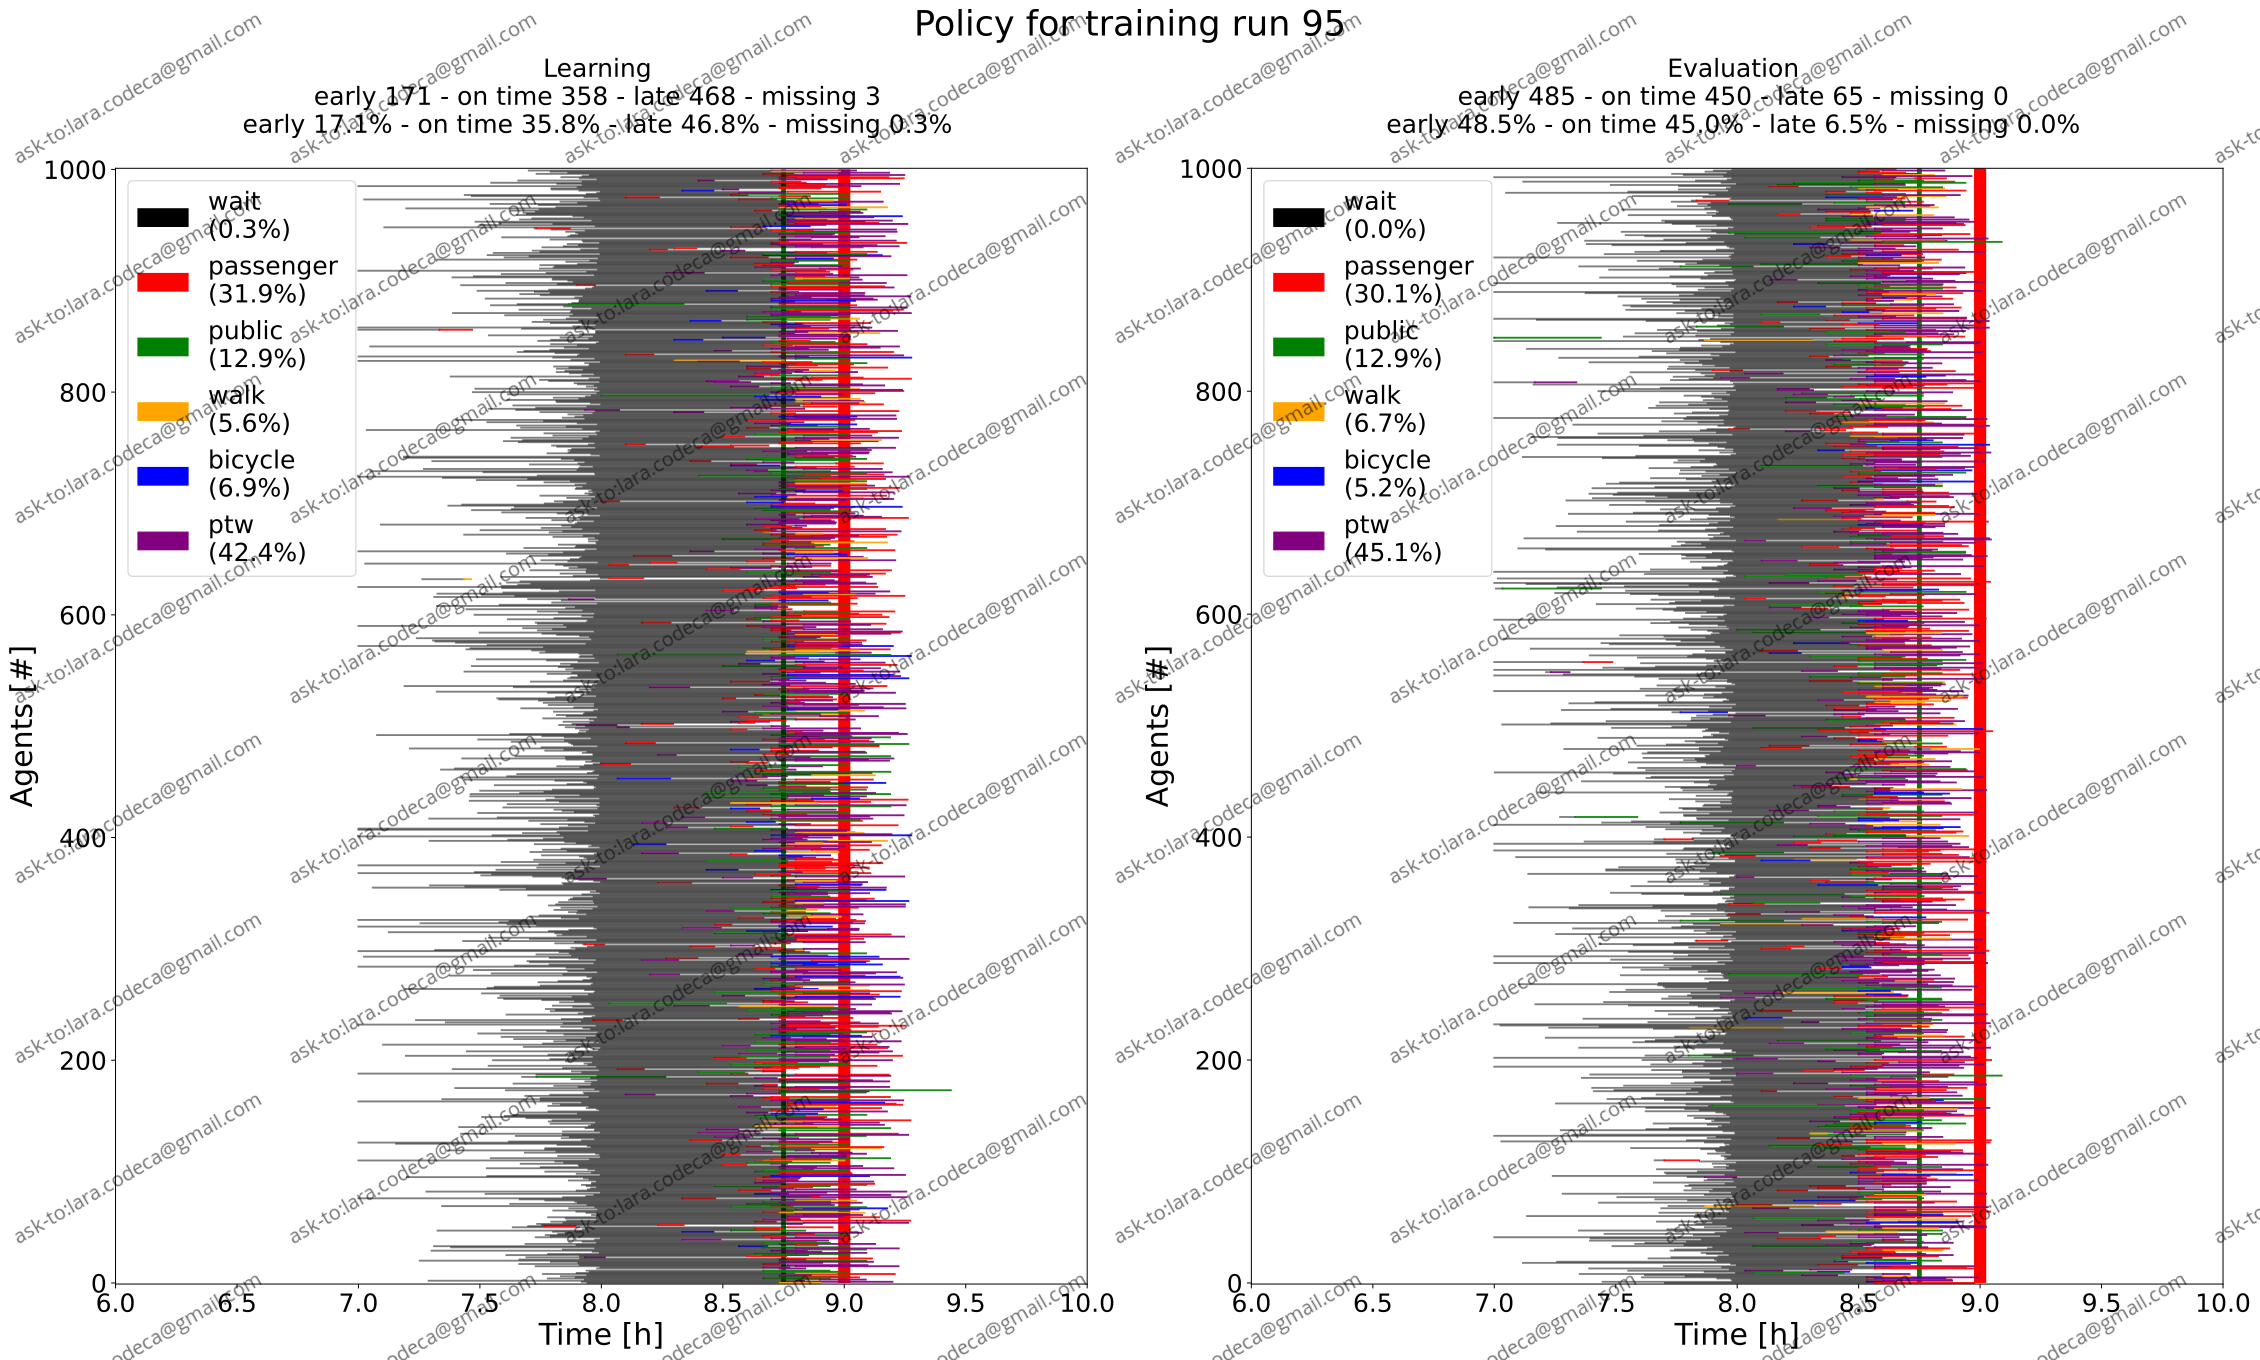 Policy for training run 95
Learning
early 171 - on time 358 - late 468 - missing 3
early 17.1% - on time 35.8% - late 46.8% - missing 0.3%
1000
800
600
400
200
0
Agents [#]
wait
(0.3%)
passenger
(31.9%)
public
(12.9%)
walk
(5.6%)
bicycle
(6.9%)
ptw
(42.4%)
6.0 6.5 7.0 7.5 8.0 8.5 9.0 9.5 10.0
Time [h]
Evaluation
early 485 - on time 450 - late 65 - missing 0
early 48.5% - on time 45.0% - late 6.5% - missing 0.0%
1000
800
600
400
200
0
Agents [#]
wait
(0.0%)
passenger
(30.1%)
public
(12.9%)
walk
(6.7%)
bicycle
(5.2%)
ptw
(45.1%)
6.0 6.5 7.0 7.5 8.0 8.5 9.0 9.5 10.0
Time [h]
ask-to:lara.codeca@gmail.com